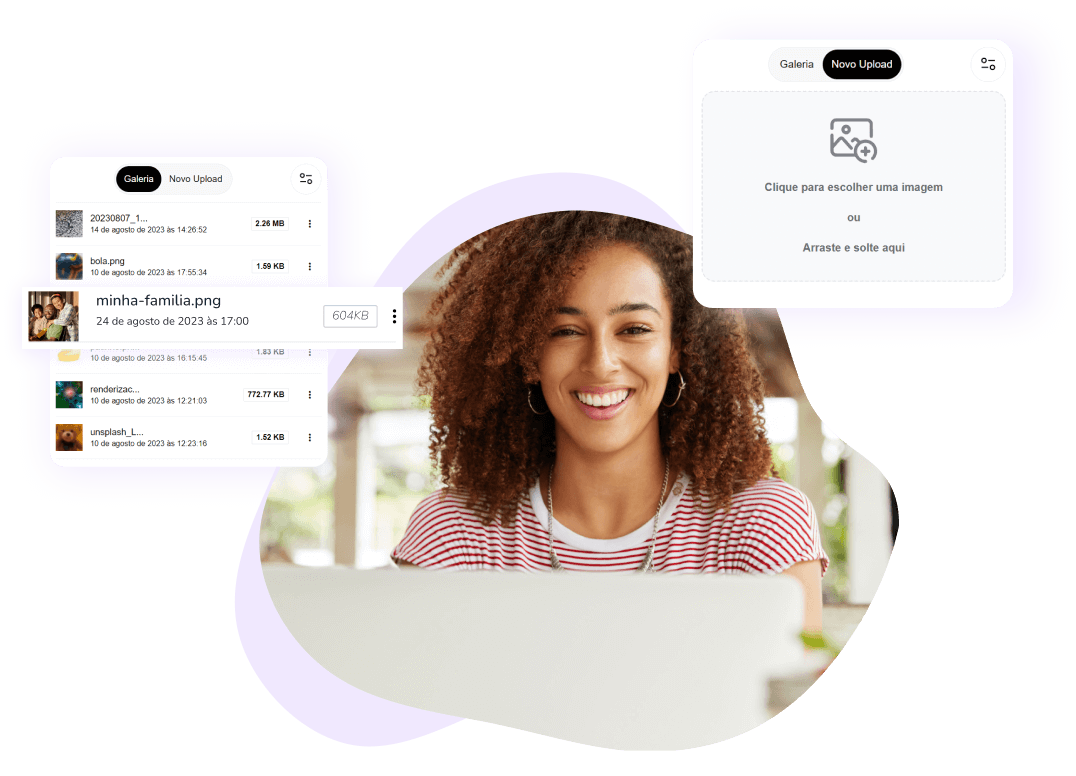 Galeria Novo Upload
Clique para escolher uma imagem
ou
Arraste e solte aqui
Galeria Novo Upload
20230807_1...
14 de agosto de 2023 às 14:26:52
2.26 MB
bola.png
10 de agosto de 2023 às 17:55:34
1.59 KB
minha-familia.png
24 de agosto de 2023 às 17:00
604KB
10 de agosto de 2023 às 16:15:45
1.83 KB
renderizac...
10 de agosto de 2023 às 12:21:03
772.77 KB
unsplash_L...
10 de agosto de 2023 às 12:23:16
1.52 KB